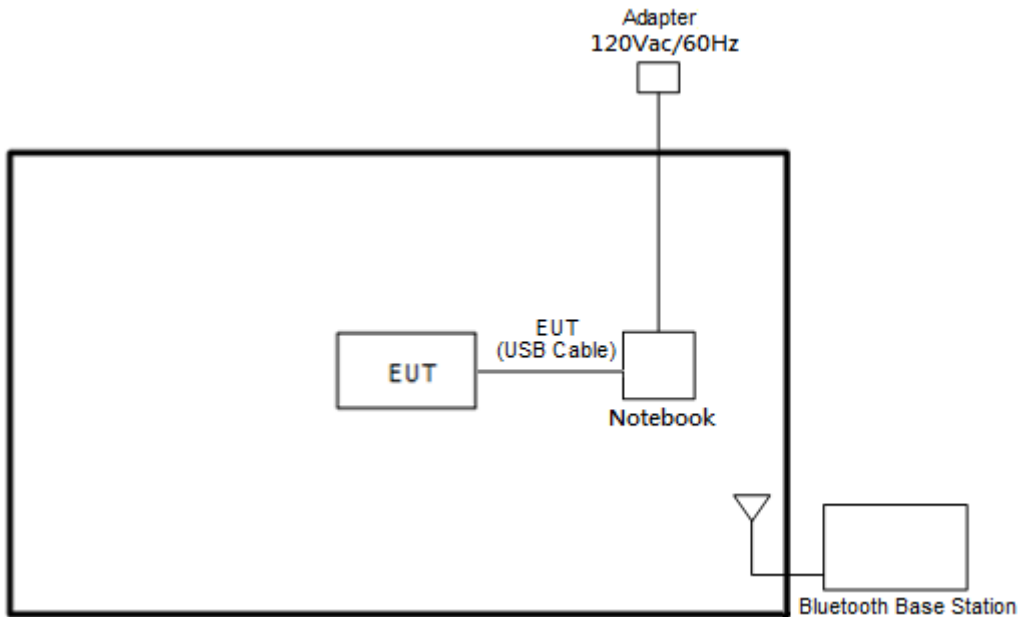 Adapter
120Vac/60Hz
EUT
(USB Cable)
EUT
Notebook
Bluetooth Base Station